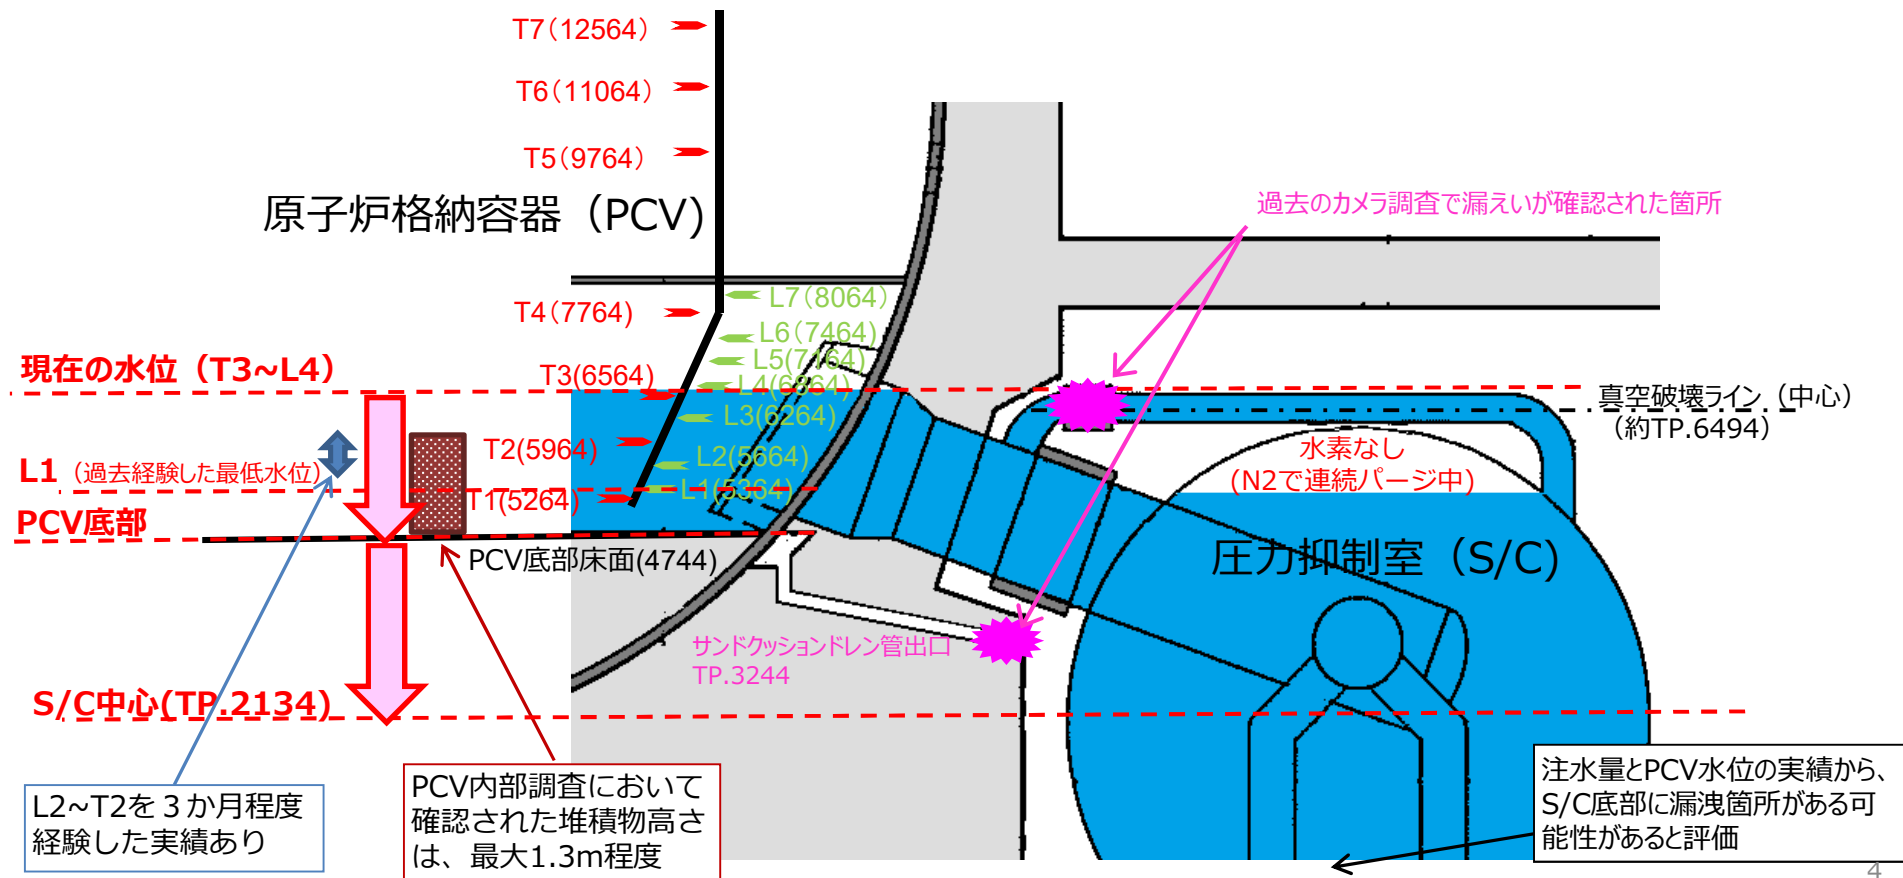 T7（12564）
T6（11064）
T5（9764）
原子炉格納容器（PCV)
過去のカメラ調査で漏えいが確認された箇所
L7（8064）
T4（7764)
L6（7464)
L5(7164)
現在の水位（T3~L4）
T3(6564)
L4(6864)
真空破壊ライン（中心）
（約TP.6494）
L3(6264)
T2(5964)
L2(5664)
水素なし
(N2で連続パージ中)
L1（過去経験した最低水位）
T1(5264)
L1(5364)
PCV底部
PCV底部床面(4744)
圧力抑制室（S/C)
サンドクッションドレン管出口
TP.3244
S/C中心(TP.2134)
L2~T2を３か月程度
経験した実績あり
PCV内部調査において
確認された堆積物高さ
は、最大1.3m程度
注水量とPCV水位の実績から、
S/C底部に漏洩箇所がある可
能性があると評価
4